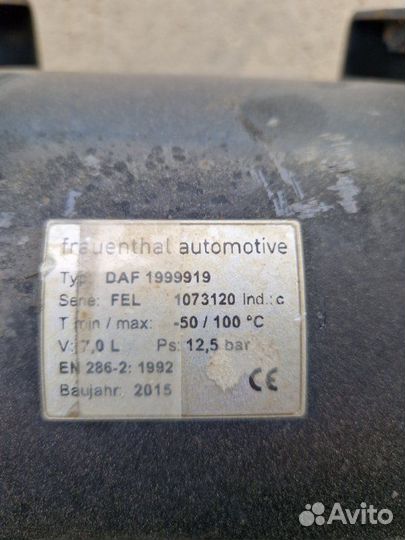 frauenthal automotive
Typ: DAF 1999919
Serie: FEL 1073120 Ind.: c
T min / max: -50 / 100 °C
V: 7,0 L Ps: 12,5 bar
EN 286-2: 1992
Baujahr: 2015 CE
Avito